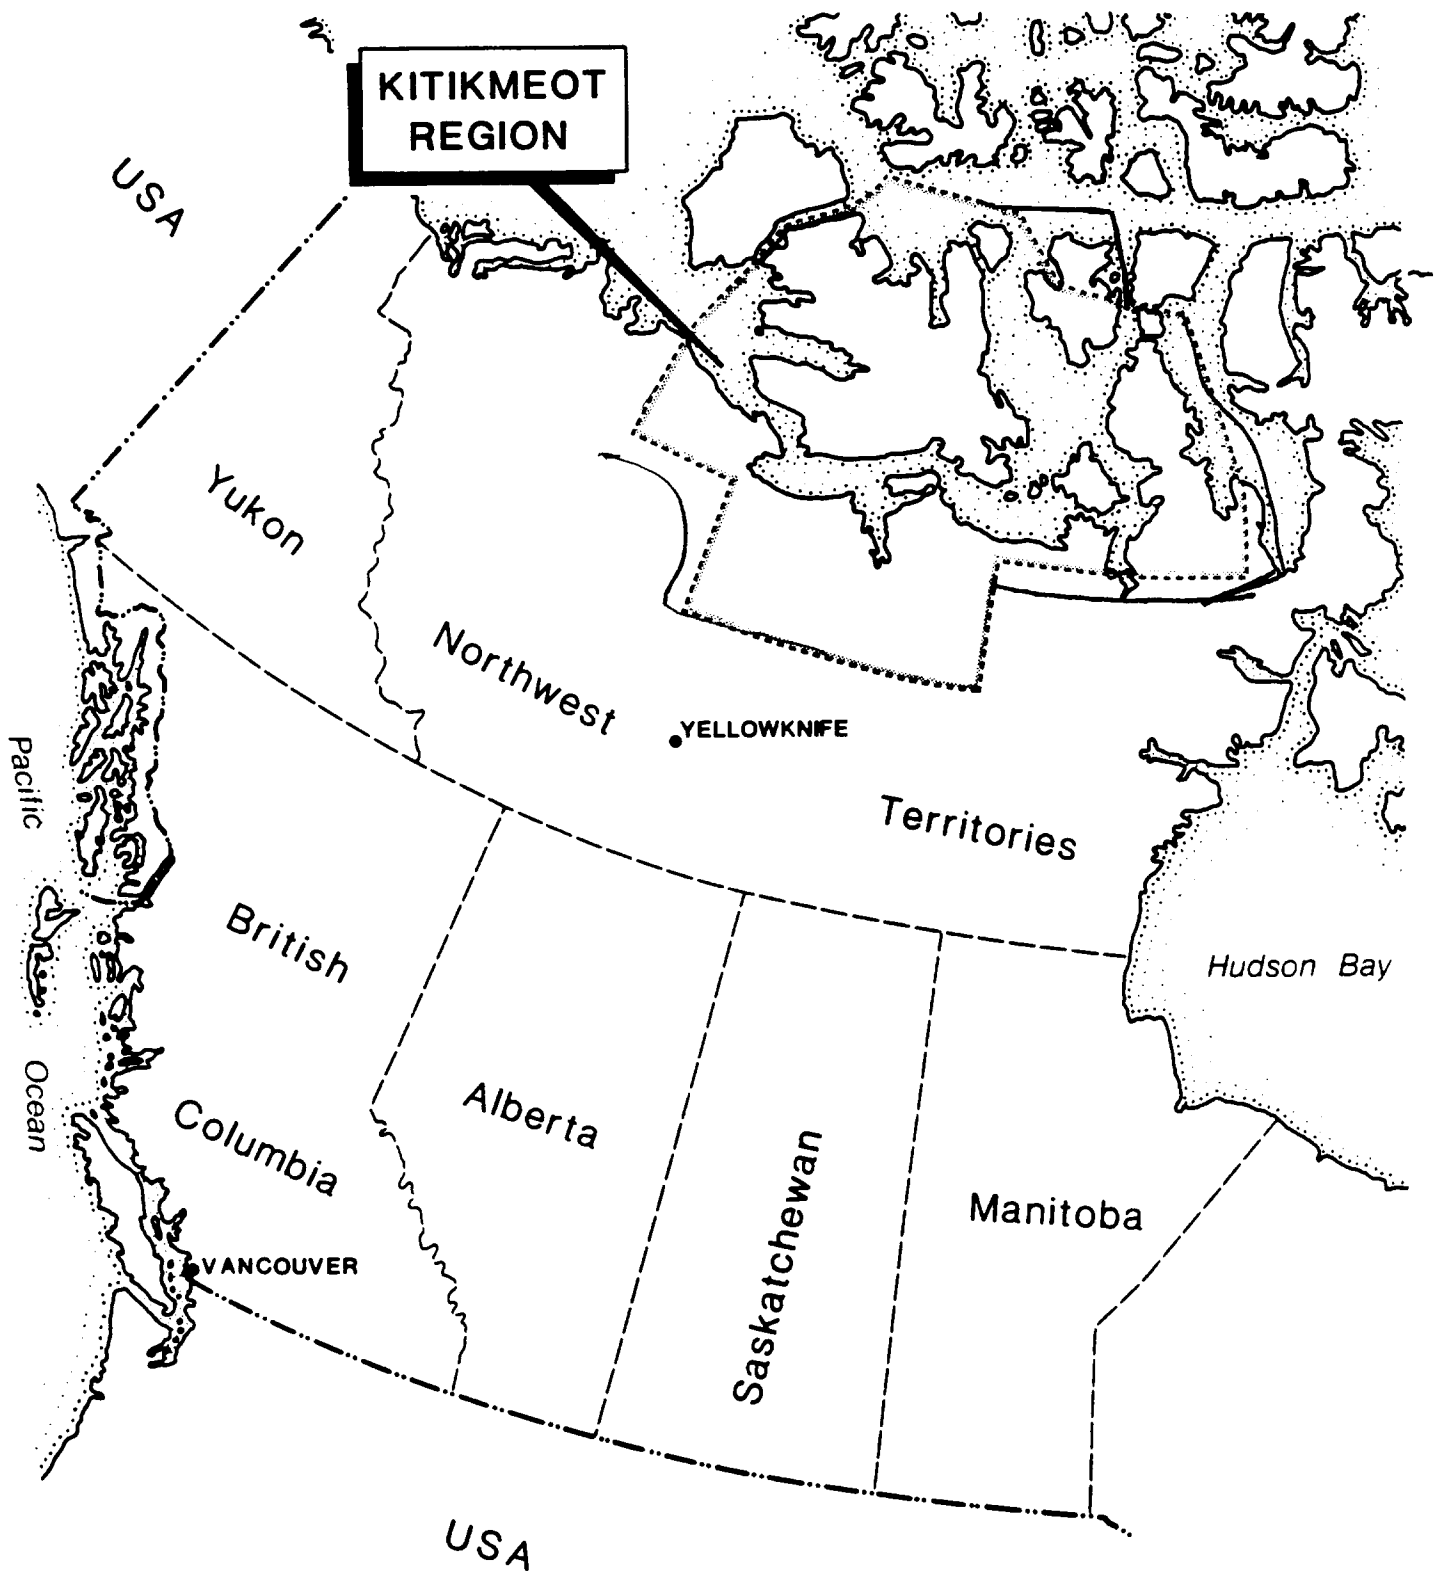 KITIKMEOT
REGION
USA
Yukon
Northwest
YELLOWKNIFE
Territories
Pacific
Ocean
British
Columbia
Hudson Bay
Alberta
Saskatchewan
Manitoba
VANCOUVER
USA